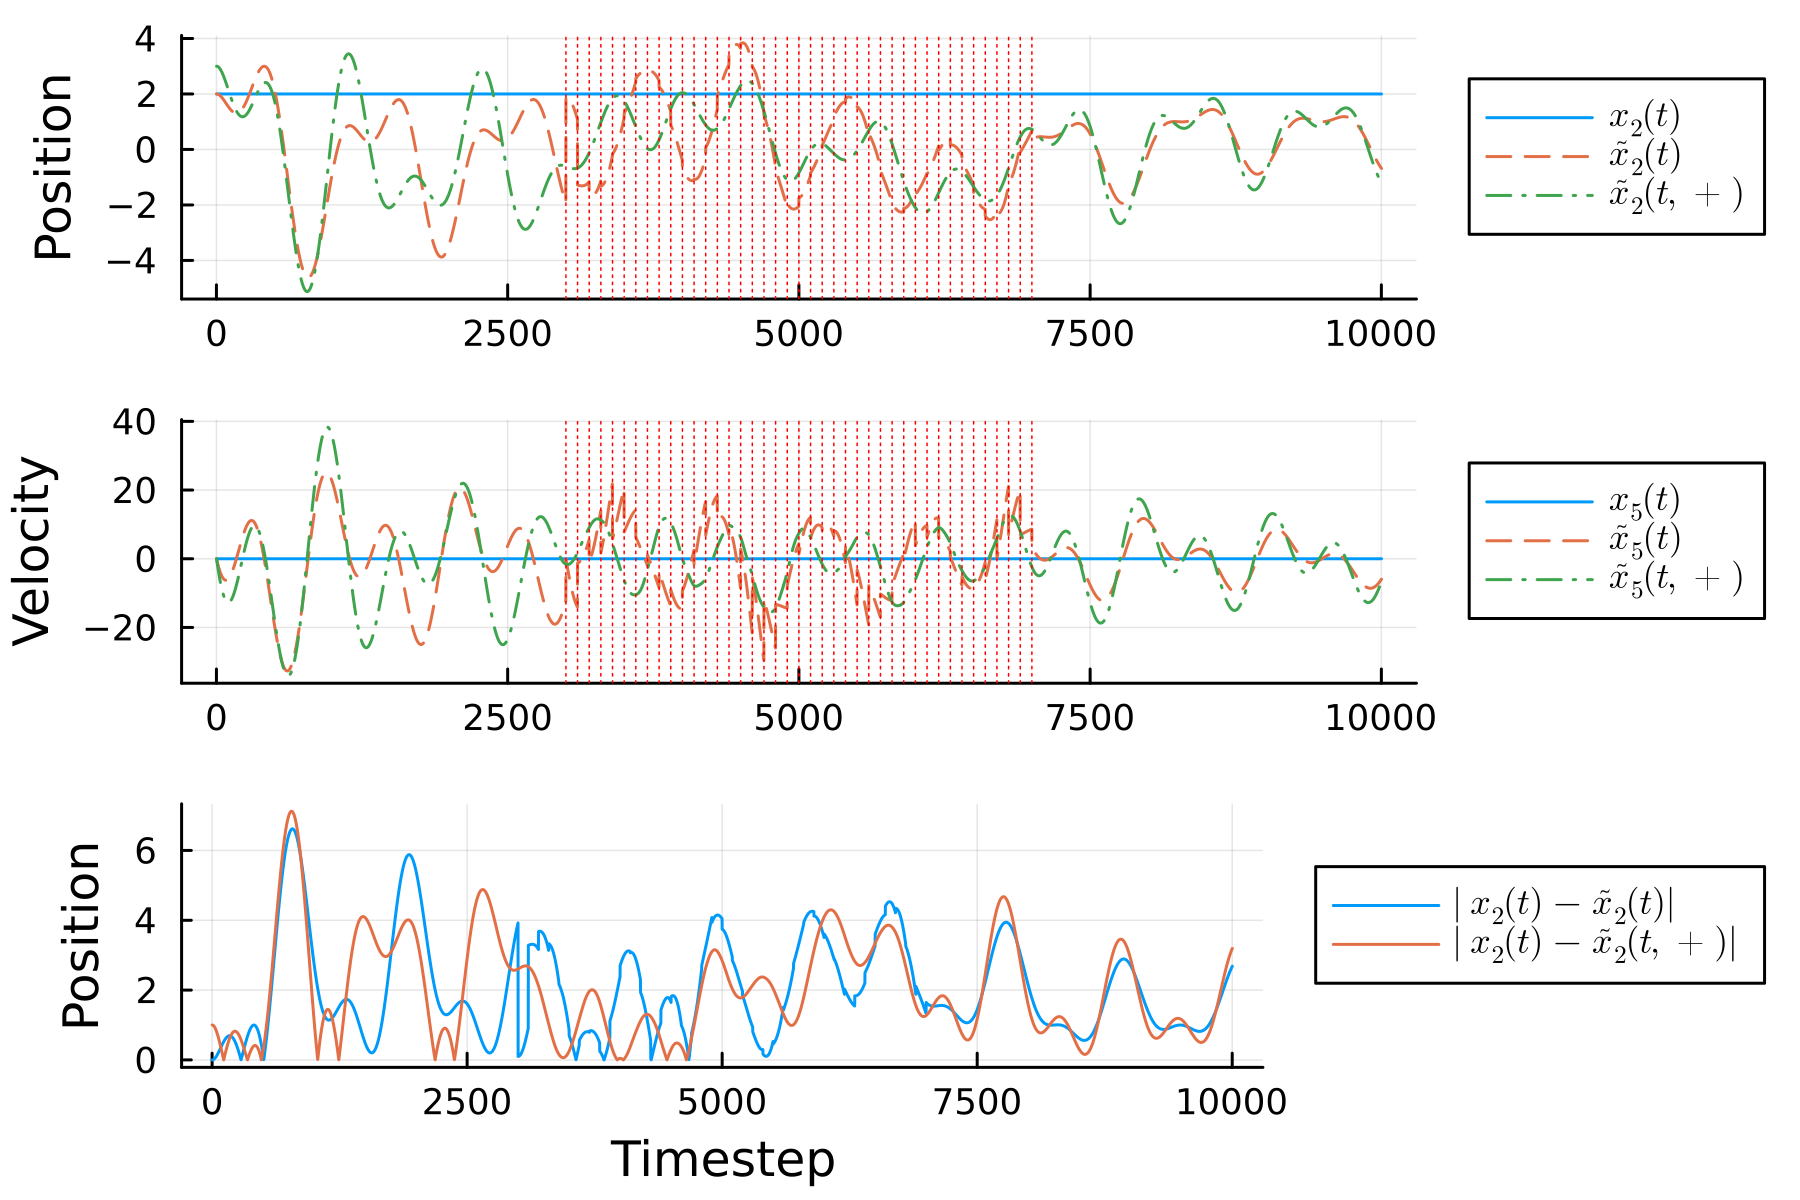 Position
4
2
0
−2
−4
0 2500 5000 7500 10000
x₂(t)
x̃₂(t)
x̃₂(t, + )
Velocity
40
20
0
−20
0 2500 5000 7500 10000
x₅(t)
x̃₅(t)
x̃₅(t, + )
Position
6
4
2
0
0 2500 5000 7500 10000
| x₂(t) − x̃₂(t)|
| x₂(t) − x̃₂(t, + )|
Timestep